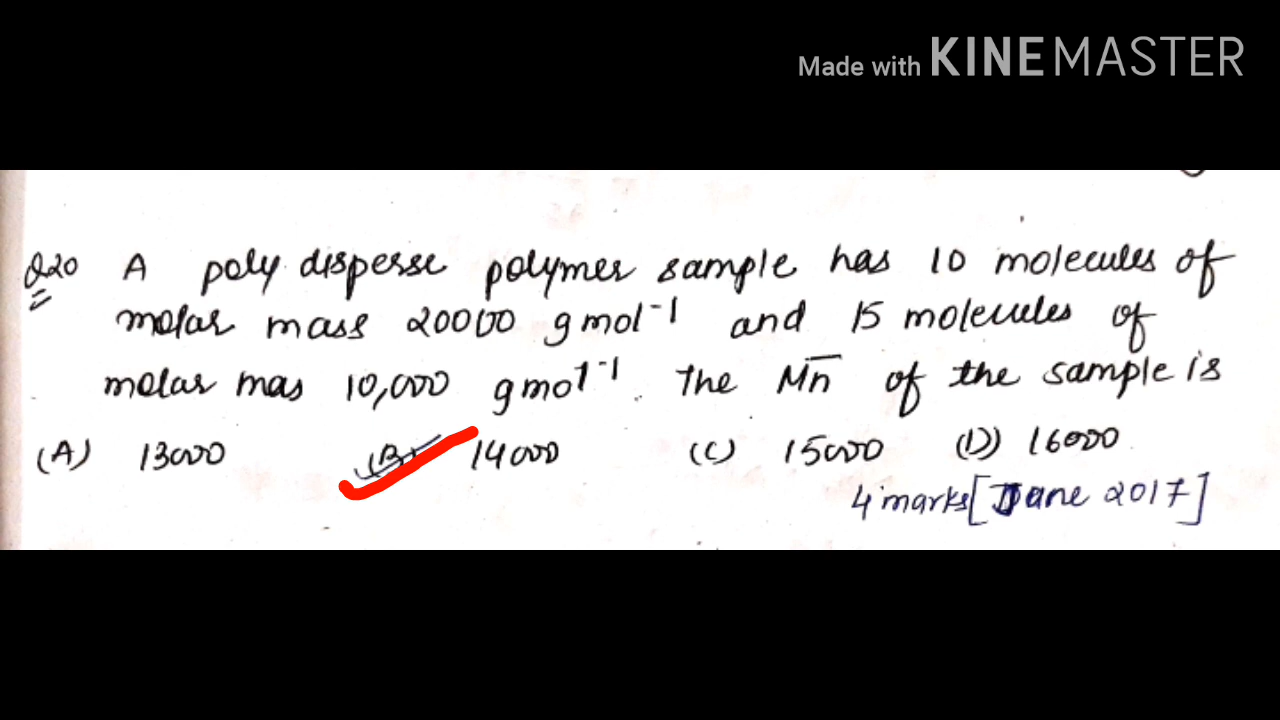 Made with KINEMASTER
Q20 A poly disperse polymer sample has 10 molecules of
molar mass 20000 g mol⁻¹ and 15 molecules of
molar mas 10,000 gmol⁻¹. The M̅n̅ of the sample is
(A) 13000 (B) 14000 (C) 15000 (D) 16000
4 marks [June 2017]